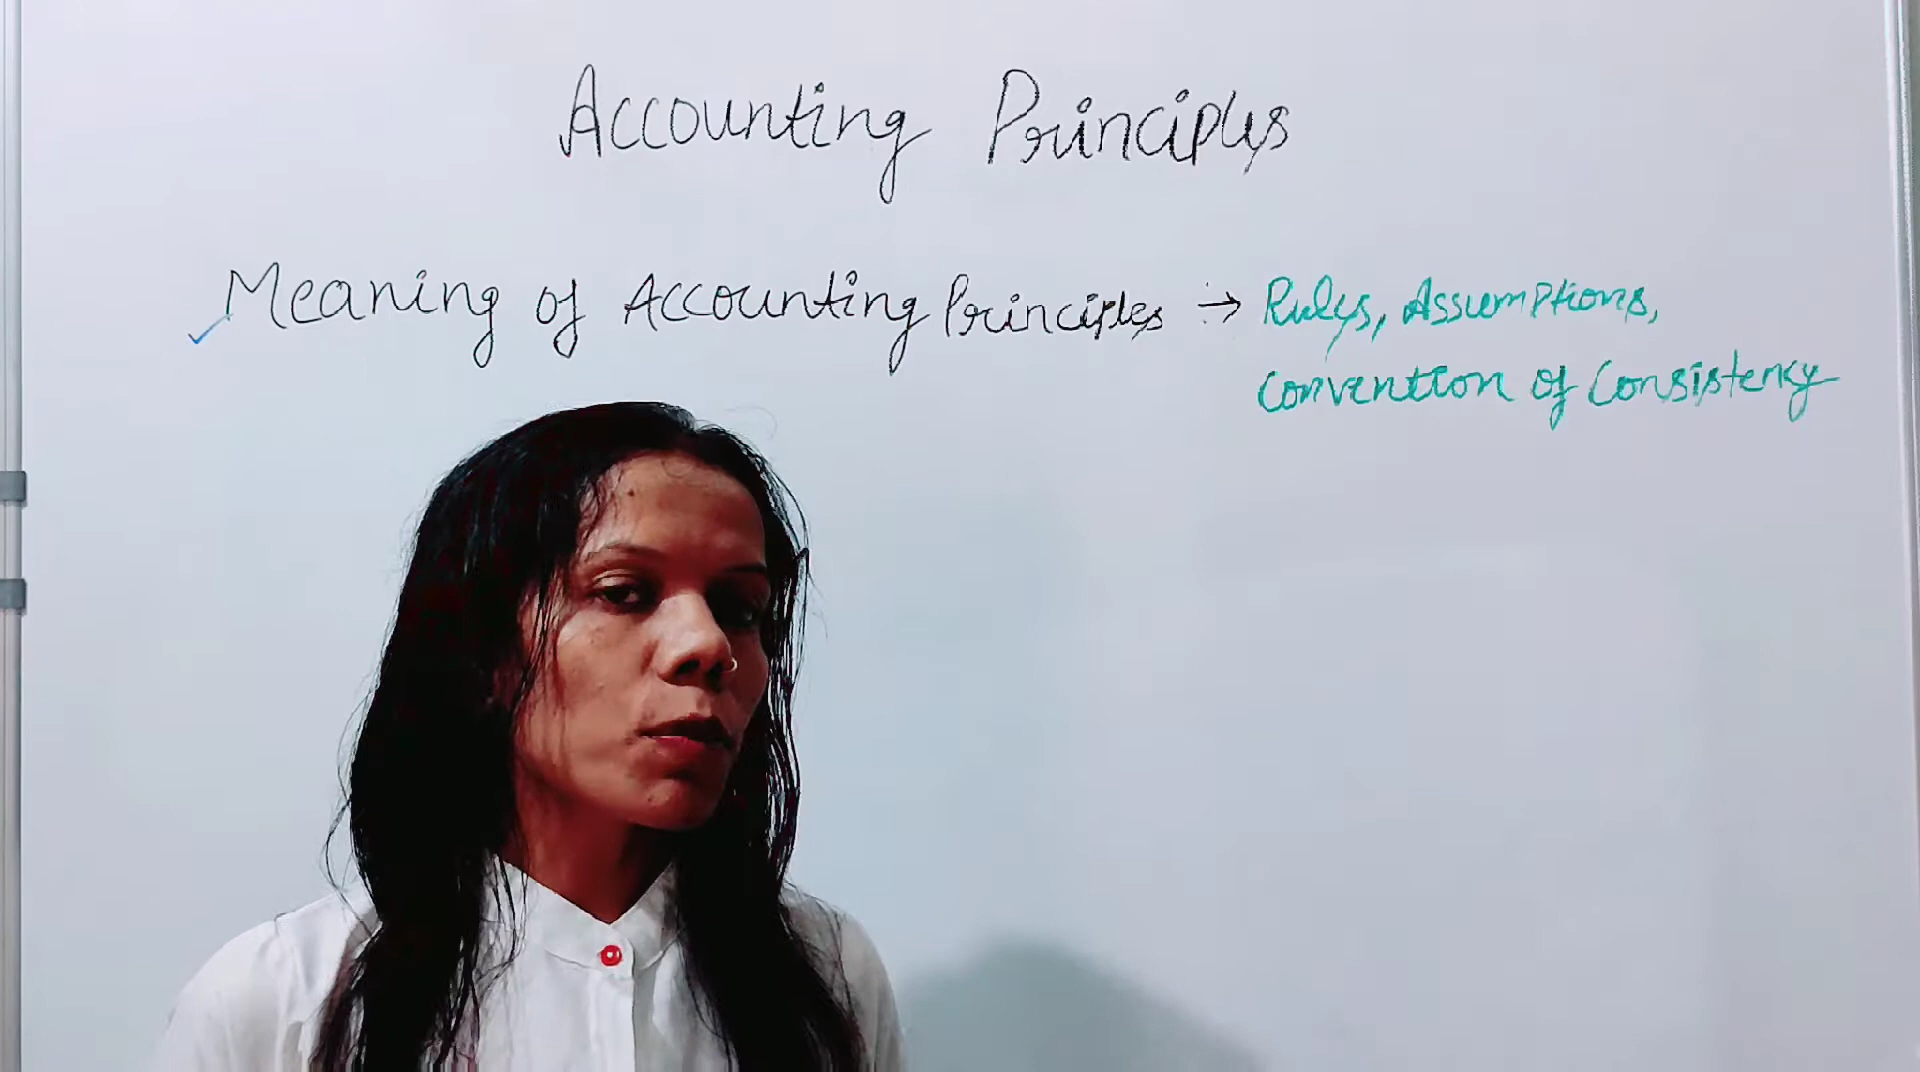 Accounting Principles
Meaning of Accounting Principles → Rules, Assumptions,
Convention of Consistency